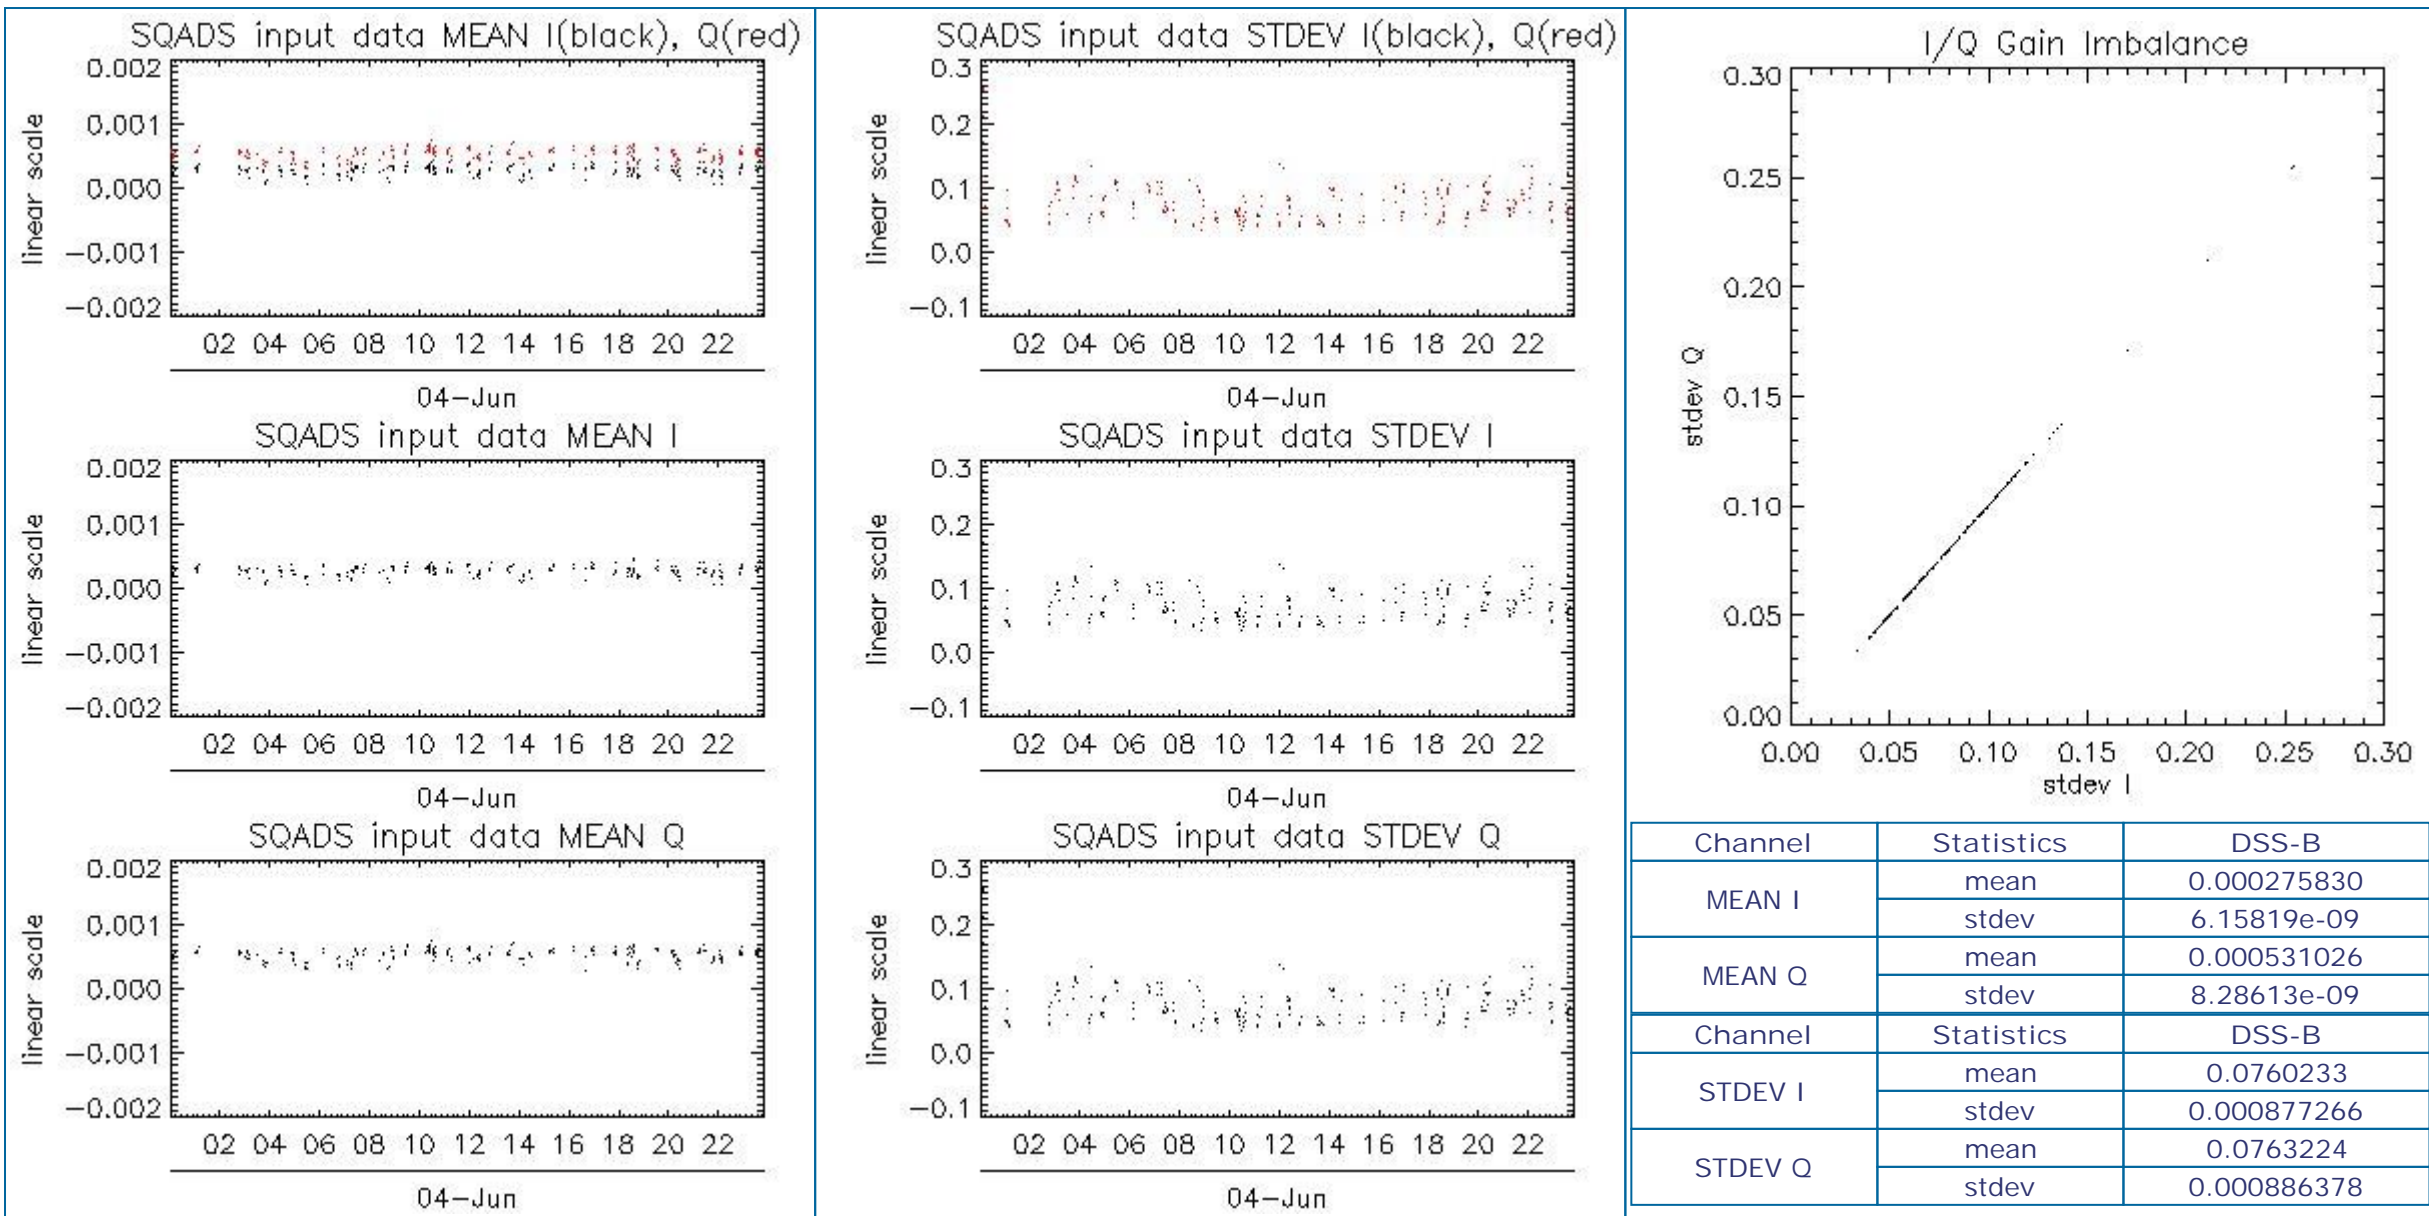 SQADS input data MEAN I(black), Q(red)
0.002
0.001
0.000
−0.001
−0.002
linear scale
02 04 06 08 10 12 14 16 18 20 22
04−Jun
SQADS input data MEAN I
0.002
0.001
0.000
−0.001
−0.002
linear scale
02 04 06 08 10 12 14 16 18 20 22
04−Jun
SQADS input data MEAN Q
0.002
0.001
0.000
−0.001
−0.002
linear scale
02 04 06 08 10 12 14 16 18 20 22
04−Jun
SQADS input data STDEV I(black), Q(red)
0.3
0.2
0.1
0.0
−0.1
linear scale
02 04 06 08 10 12 14 16 18 20 22
04−Jun
SQADS input data STDEV I
0.3
0.2
0.1
0.0
−0.1
linear scale
02 04 06 08 10 12 14 16 18 20 22
04−Jun
SQADS input data STDEV Q
0.3
0.2
0.1
0.0
−0.1
linear scale
02 04 06 08 10 12 14 16 18 20 22
04−Jun
I/Q Gain Imbalance
0.30
0.25
0.20
0.15
0.10
0.05
0.00
stdev Q
0.00 0.05 0.10 0.15 0.20 0.25 0.30
stdev I
Channel Statistics DSS-B
MEAN I mean 0.000275830
stdev 6.15819e-09
MEAN Q mean 0.000531026
stdev 8.28613e-09
Channel Statistics DSS-B
STDEV I mean 0.0760233
stdev 0.000877266
STDEV Q mean 0.0763224
stdev 0.000886378